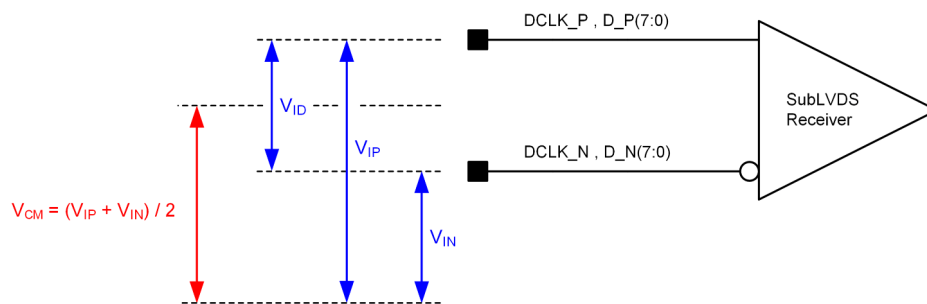 DCLK_P , D_P(7:0)
SubLVDS
Receiver
V_ID
V_IP
DCLK_N , D_N(7:0)
V_CM = (V_IP + V_IN) / 2
V_IN